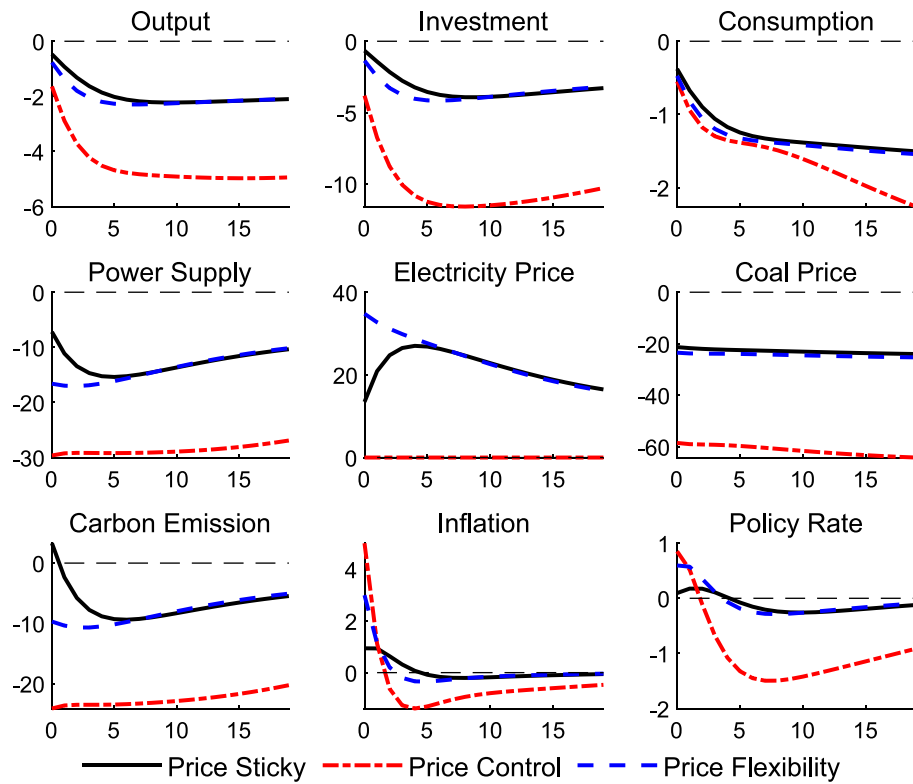 Output Investment Consumption
0 0 0
-2 -5 -1
-4 -10 -2
-6
0 5 10 15 0 5 10 15 0 5 10 15
Power Supply Electricity Price Coal Price
0 40 0
-10 20 -20
-20 0 -40
-30 -60
0 5 10 15 0 5 10 15 0 5 10 15
Carbon Emission Inflation Policy Rate
0 4 1
-10 2 0
-20 0 -1
-2
0 5 10 15 0 5 10 15 0 5 10 15
Price Sticky Price Control Price Flexibility